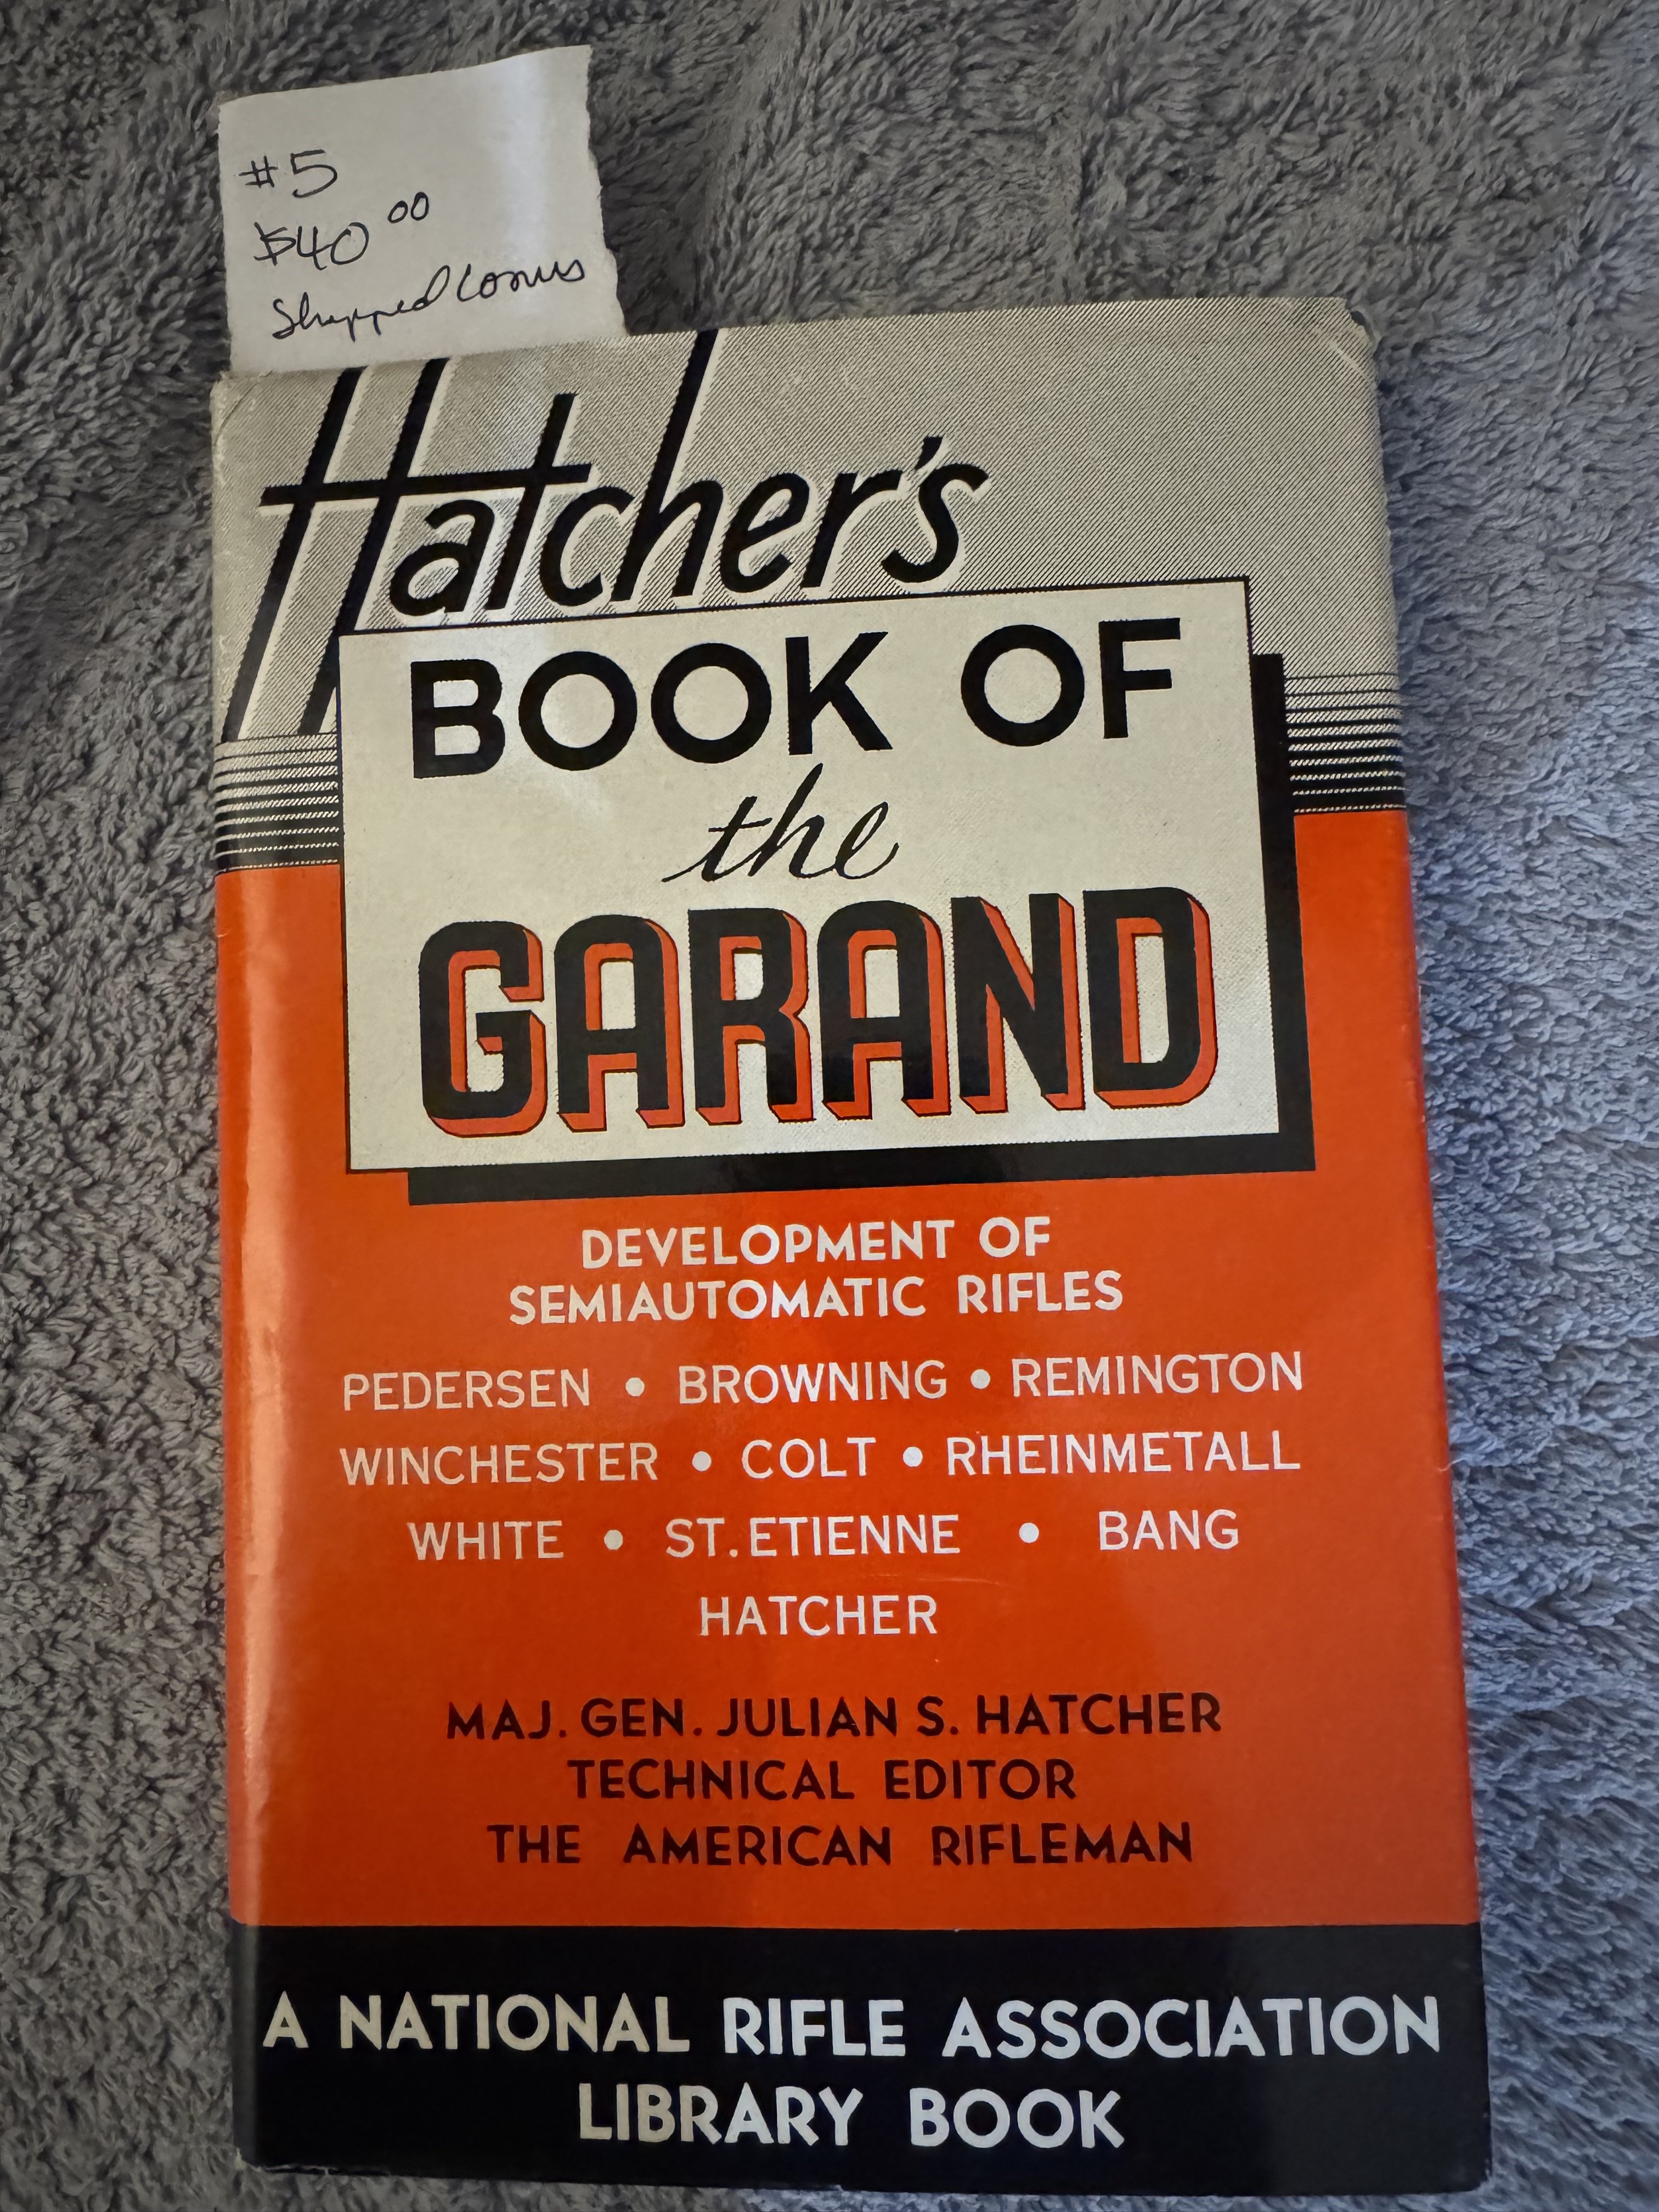 #5
$40.00
Shipped conus
Hatcher's
BOOK OF
the
GARAND
DEVELOPMENT OF
SEMIAUTOMATIC RIFLES
PEDERSEN • BROWNING • REMINGTON
WINCHESTER • COLT • RHEINMETALL
WHITE • ST. ETIENNE • BANG
HATCHER
MAJ. GEN. JULIAN S. HATCHER
TECHNICAL EDITOR
THE AMERICAN RIFLEMAN
A NATIONAL RIFLE ASSOCIATION
LIBRARY BOOK